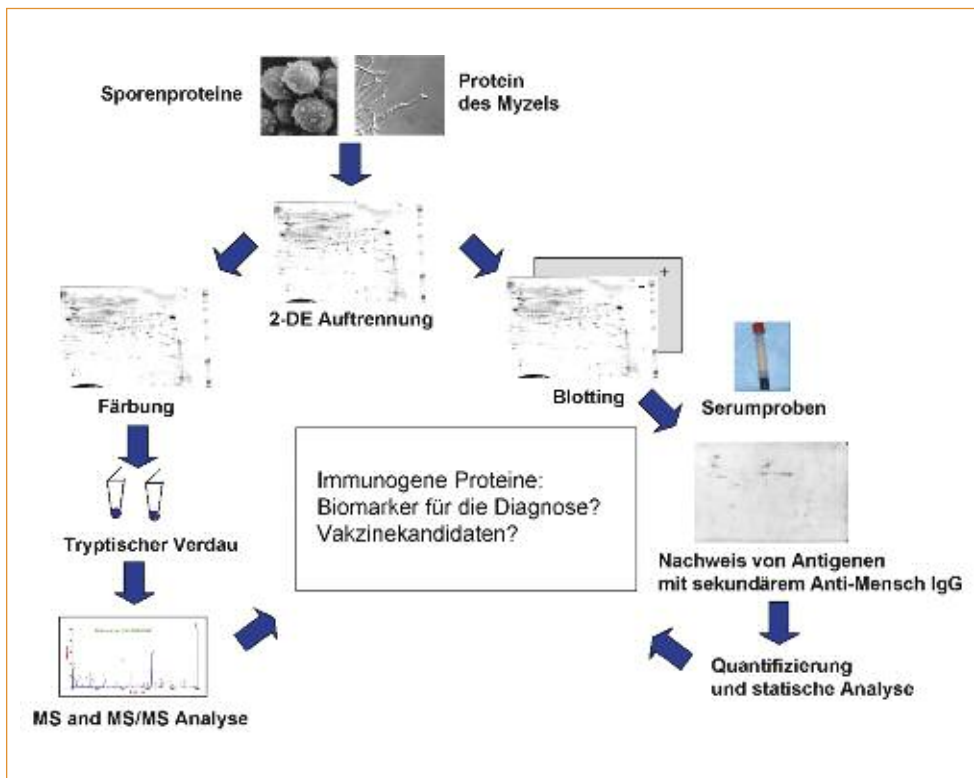 Sporenproteine
Protein
des Myzels
2-DE Auftrennung
+
-
Färbung
Blotting
Serumproben
Immunogene Proteine:
Biomarker für die Diagnose?
Vakzinekandidaten?
Tryptischer Verdau
Nachweis von Antigenen
mit sekundärem Anti-Mensch IgG
MS and MS/MS Analyse
Quantifizierung
und statische Analyse